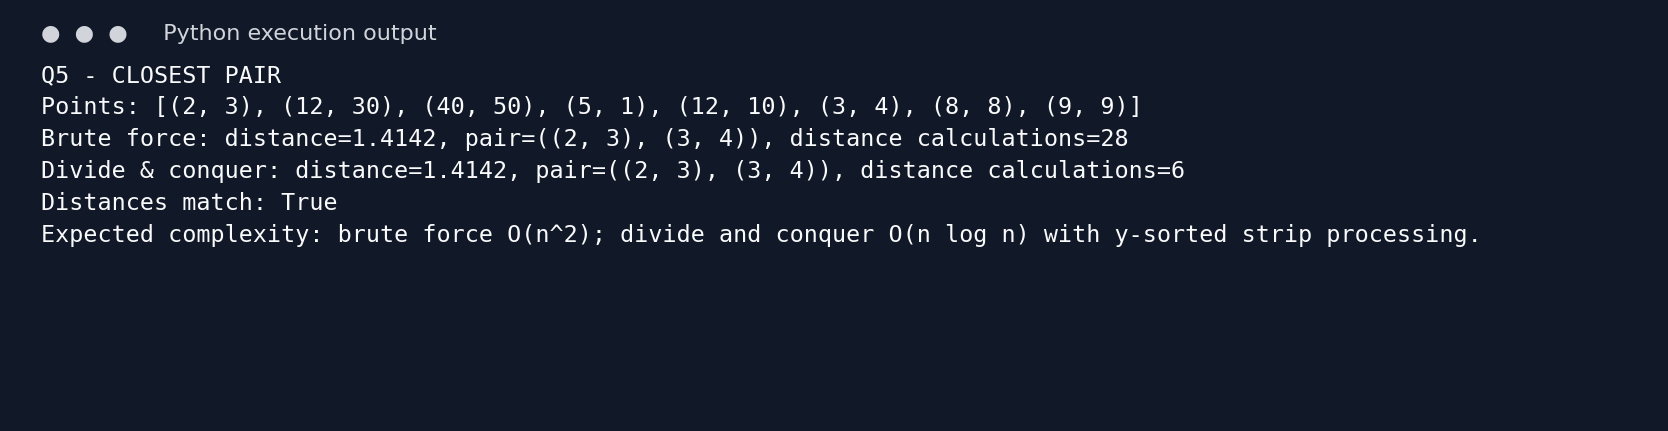 Python execution output
Q5 - CLOSEST PAIR
Points: [(2, 3), (12, 30), (40, 50), (5, 1), (12, 10), (3, 4), (8, 8), (9, 9)]
Brute force: distance=1.4142, pair=((2, 3), (3, 4)), distance calculations=28
Divide & conquer: distance=1.4142, pair=((2, 3), (3, 4)), distance calculations=6
Distances match: True
Expected complexity: brute force O(n^2); divide and conquer O(n log n) with y-sorted strip processing.